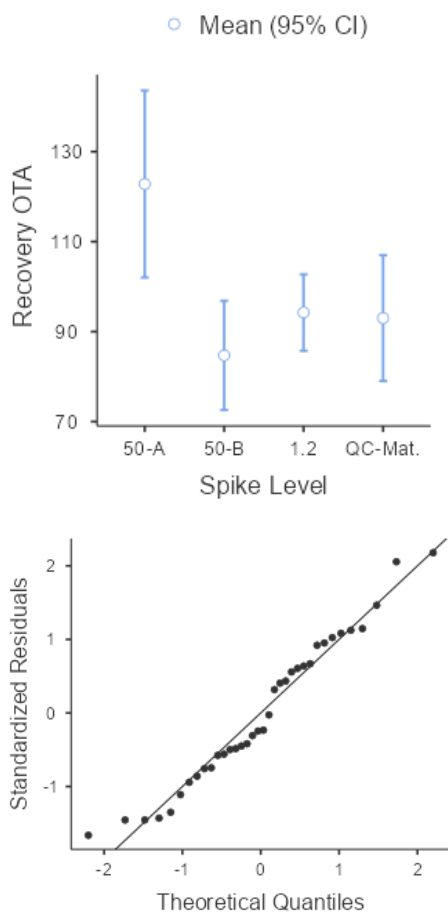 Mean (95% CI)
Recovery OTA
130
110
90
70
50-A 50-B 1.2 QC-Mat.
Spike Level
Standardized Residuals
2
1
0
-1
-2 -1 0 1 2
Theoretical Quantiles